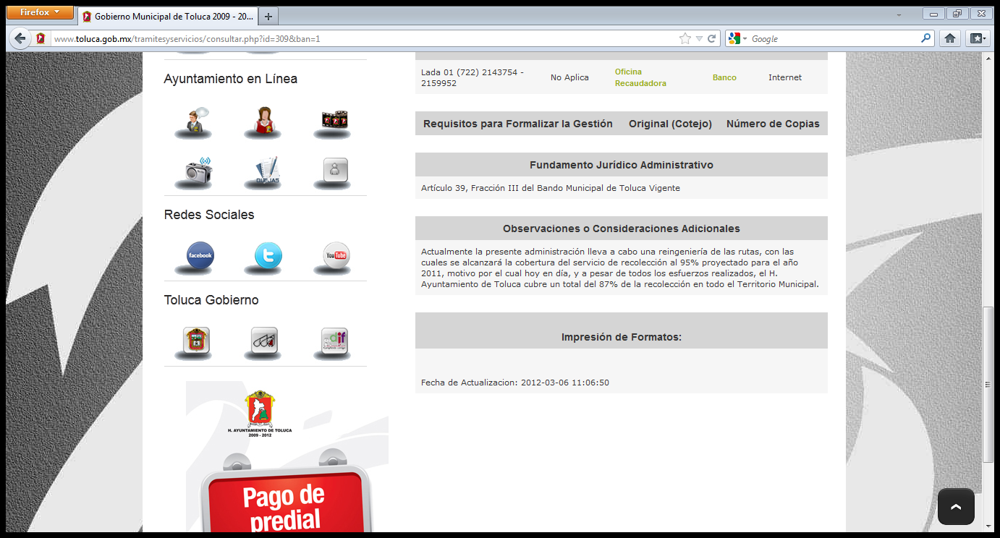 Firefox
Gobierno Municipal de Toluca 2009 - 20...
www.toluca.gob.mx/tramitesyservicios/consultar.php?id=309&ban=1
Google
Ayuntamiento en Línea
QUEJAS
Redes Sociales
facebook
You Tube
Toluca Gobierno
dif
H. AYUNTAMIENTO DE TOLUCA
2009 - 2012
Pago de
predial
Lada 01 (722) 2143754 -
2159952
No Aplica
Oficina
Recaudadora
Banco
Internet
Requisitos para Formalizar la Gestión Original (Cotejo) Número de Copias
Fundamento Jurídico Administrativo
Artículo 39, Fracción III del Bando Municipal de Toluca Vigente
Observaciones o Consideraciones Adicionales
Actualmente la presente administración lleva a cabo una reingeniería de las rutas, con las
cuales se alcanzará la cobertura del servicio de recolección al 95% proyectado para el año
2011, motivo por el cual hoy en día, y a pesar de todos los esfuerzos realizados, el H.
Ayuntamiento de Toluca cubre un total del 87% de la recolección en todo el Territorio Municipal.
Impresión de Formatos:
Fecha de Actualizacion: 2012-03-06 11:06:50